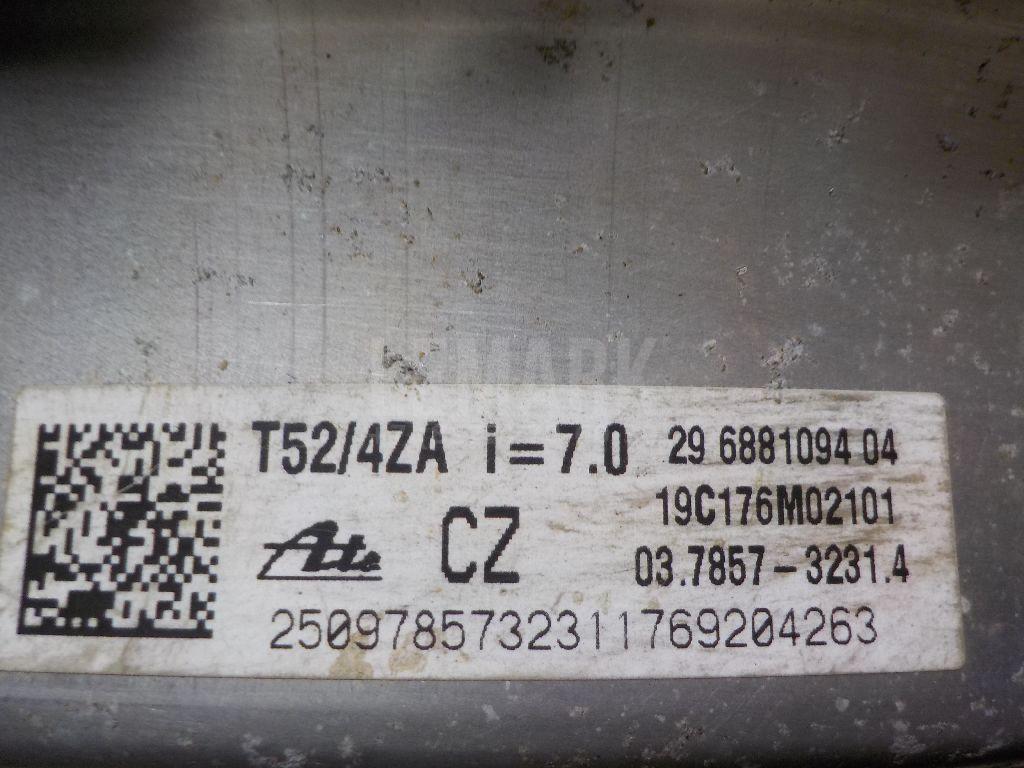 T52/4ZA i=7.0 29 6881094 04
19C176M02101
Ate CZ
03.7857-3231.4
2509785732311769204263